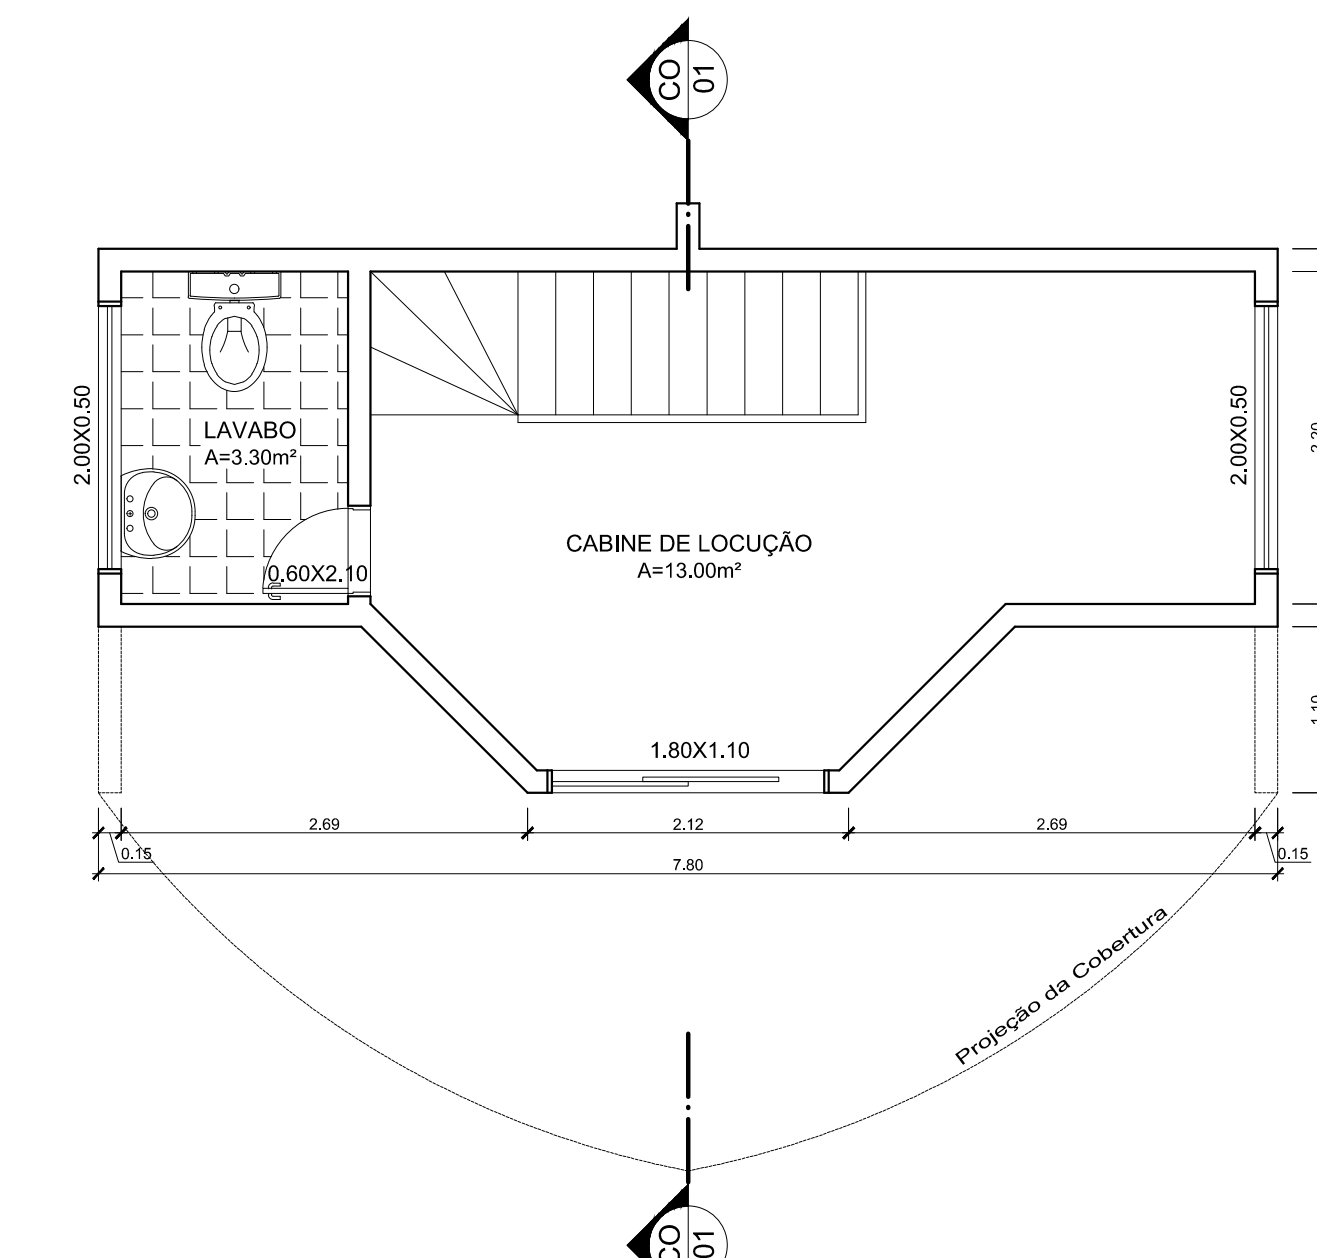 CO
01
LAVABO
A=3.30m²
2.00X0.50
2.00X0.50
CABINE DE LOCUÇÃO
A=13.00m²
0.60X2.10
1.80X1.10
2.69
2.12
2.69
0.15
0.15
7.80
Projeção da Cobertura
CO
01